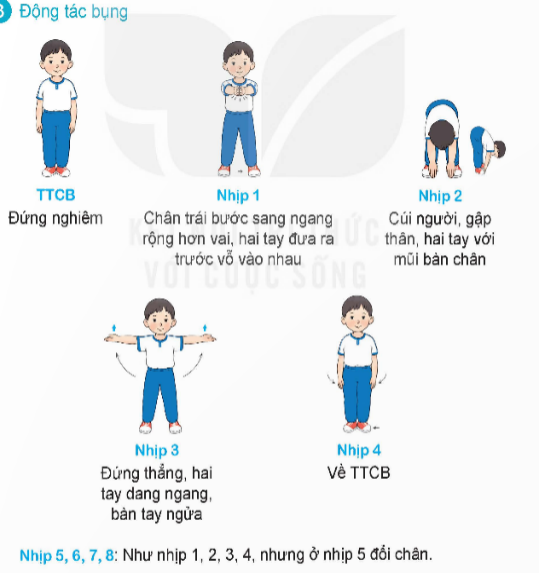 Động tác bụng
TTCB
Đứng nghiêm
Nhịp 1
Chân trái bước sang ngang
rộng hơn vai, hai tay đưa ra
trước vỗ vào nhau
Nhịp 2
Cúi người, gập
thân, hai tay với
mũi bàn chân
VỚI CUỘC SỐNG
Nhịp 3
Đứng thẳng, hai
tay dang ngang,
bàn tay ngửa
Nhịp 4
Về TTCB
Nhịp 5, 6, 7, 8: Như nhịp 1, 2, 3, 4, nhưng ở nhịp 5 đổi chân.